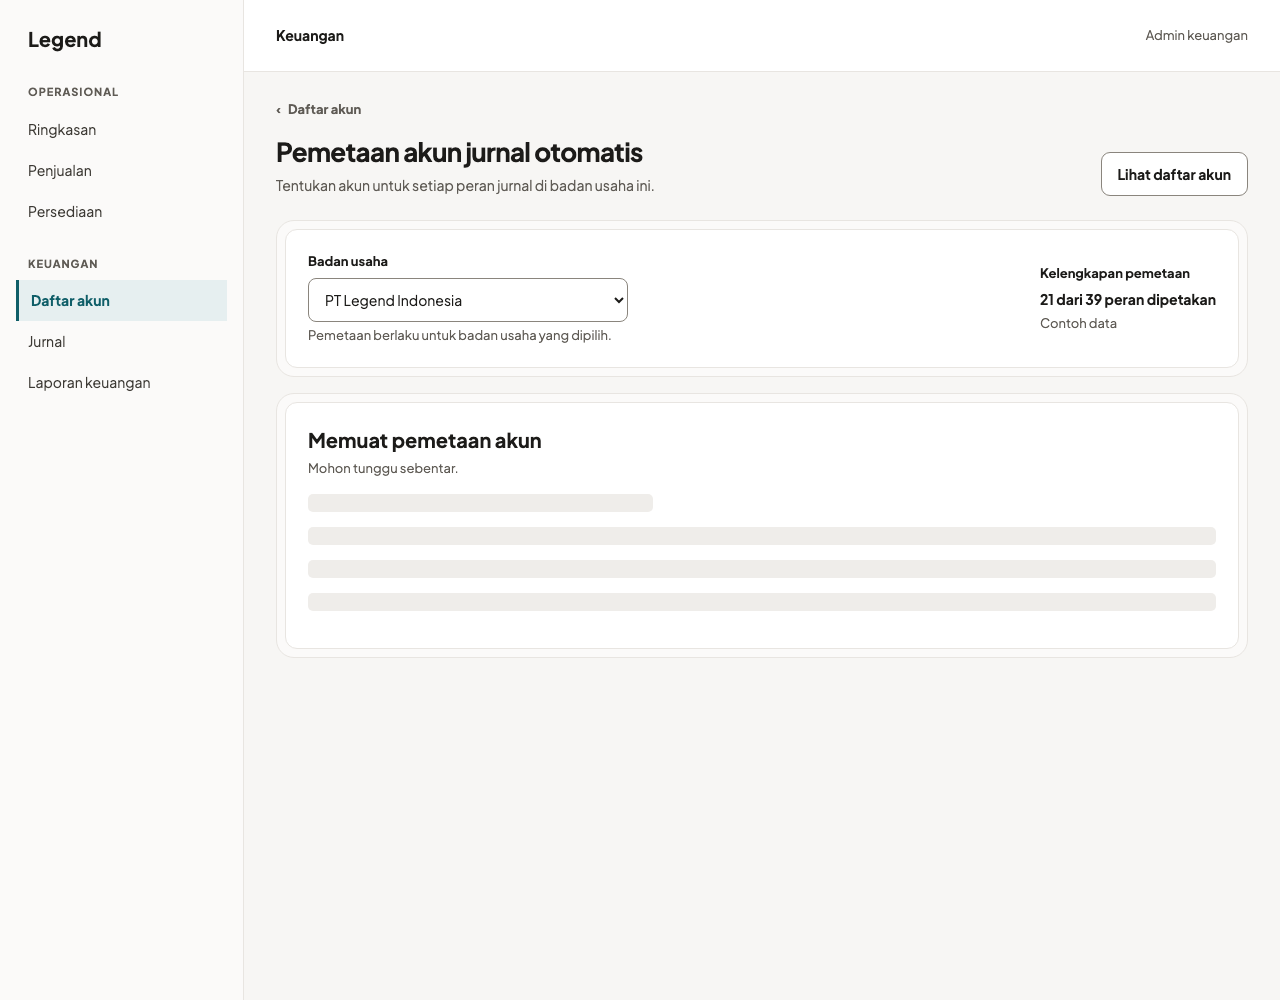 Legend
OPERASIONAL
Ringkasan
Penjualan
Persediaan
KEUANGAN
Daftar akun
Jurnal
Laporan keuangan
Keuangan
Admin keuangan
‹ Daftar akun
Pemetaan akun jurnal otomatis
Tentukan akun untuk setiap peran jurnal di badan usaha ini.
Lihat daftar akun
Badan usaha
PT Legend Indonesia
Pemetaan berlaku untuk badan usaha yang dipilih.
Kelengkapan pemetaan
21 dari 39 peran dipetakan
Contoh data
Memuat pemetaan akun
Mohon tunggu sebentar.